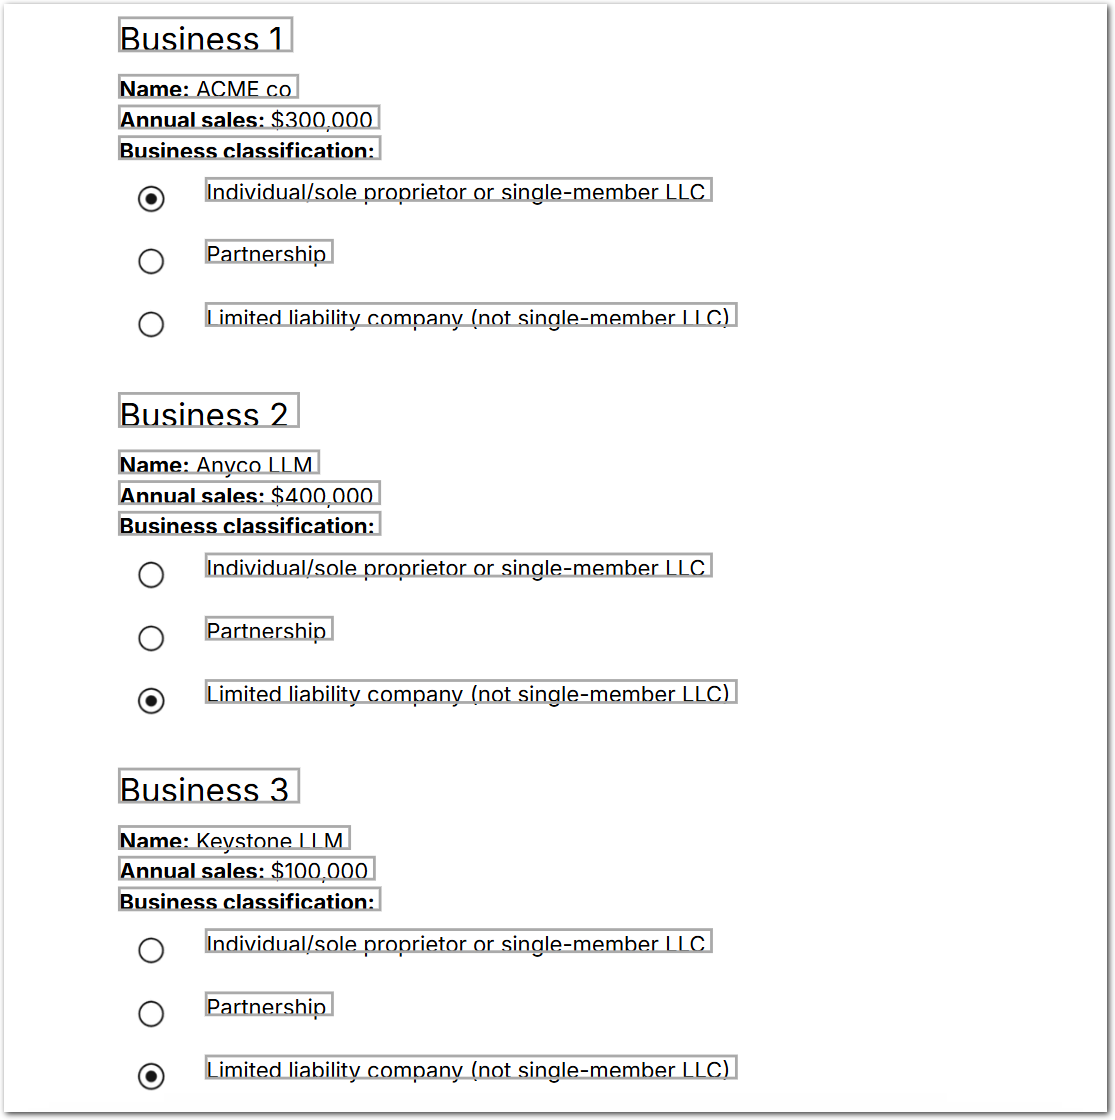 Business 1
Name: ACME co
Annual sales: $300,000
Business classification:
Individual/sole proprietor or single-member LLC
Partnership
Limited liability company (not single-member LLC)
Business 2
Name: Anyco LLM
Annual sales: $400,000
Business classification:
Individual/sole proprietor or single-member LLC
Partnership
Limited liability company (not single-member LLC)
Business 3
Name: Keystone LLM
Annual sales: $100,000
Business classification:
Individual/sole proprietor or single-member LLC
Partnership
Limited liability company (not single-member LLC)